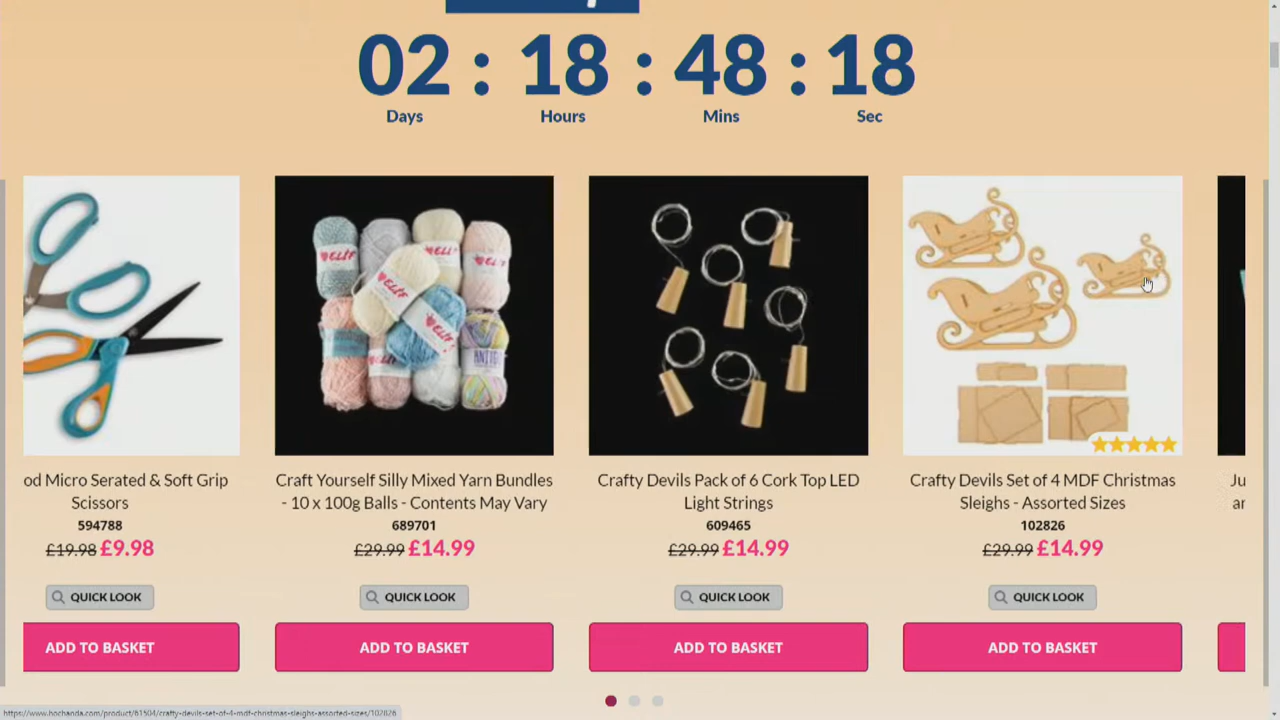 02 : 18 : 48 : 18
Days Hours Mins Sec
od Micro Serated & Soft Grip
Scissors
594788
£19.98 £9.98
QUICK LOOK
ADD TO BASKET
ELIF
Craft Yourself Silly Mixed Yarn Bundles
- 10 x 100g Balls - Contents May Vary
689701
£29.99 £14.99
QUICK LOOK
ADD TO BASKET
Crafty Devils Pack of 6 Cork Top LED
Light Strings
609465
£29.99 £14.99
QUICK LOOK
ADD TO BASKET
Crafty Devils Set of 4 MDF Christmas
Sleighs - Assorted Sizes
102826
£29.99 £14.99
QUICK LOOK
ADD TO BASKET
Ju
ar
https://www.hochanda.com/product/81504/crafty-devils-set-of-4-mdf-christmas-sleighs-assorted-sizes/102826